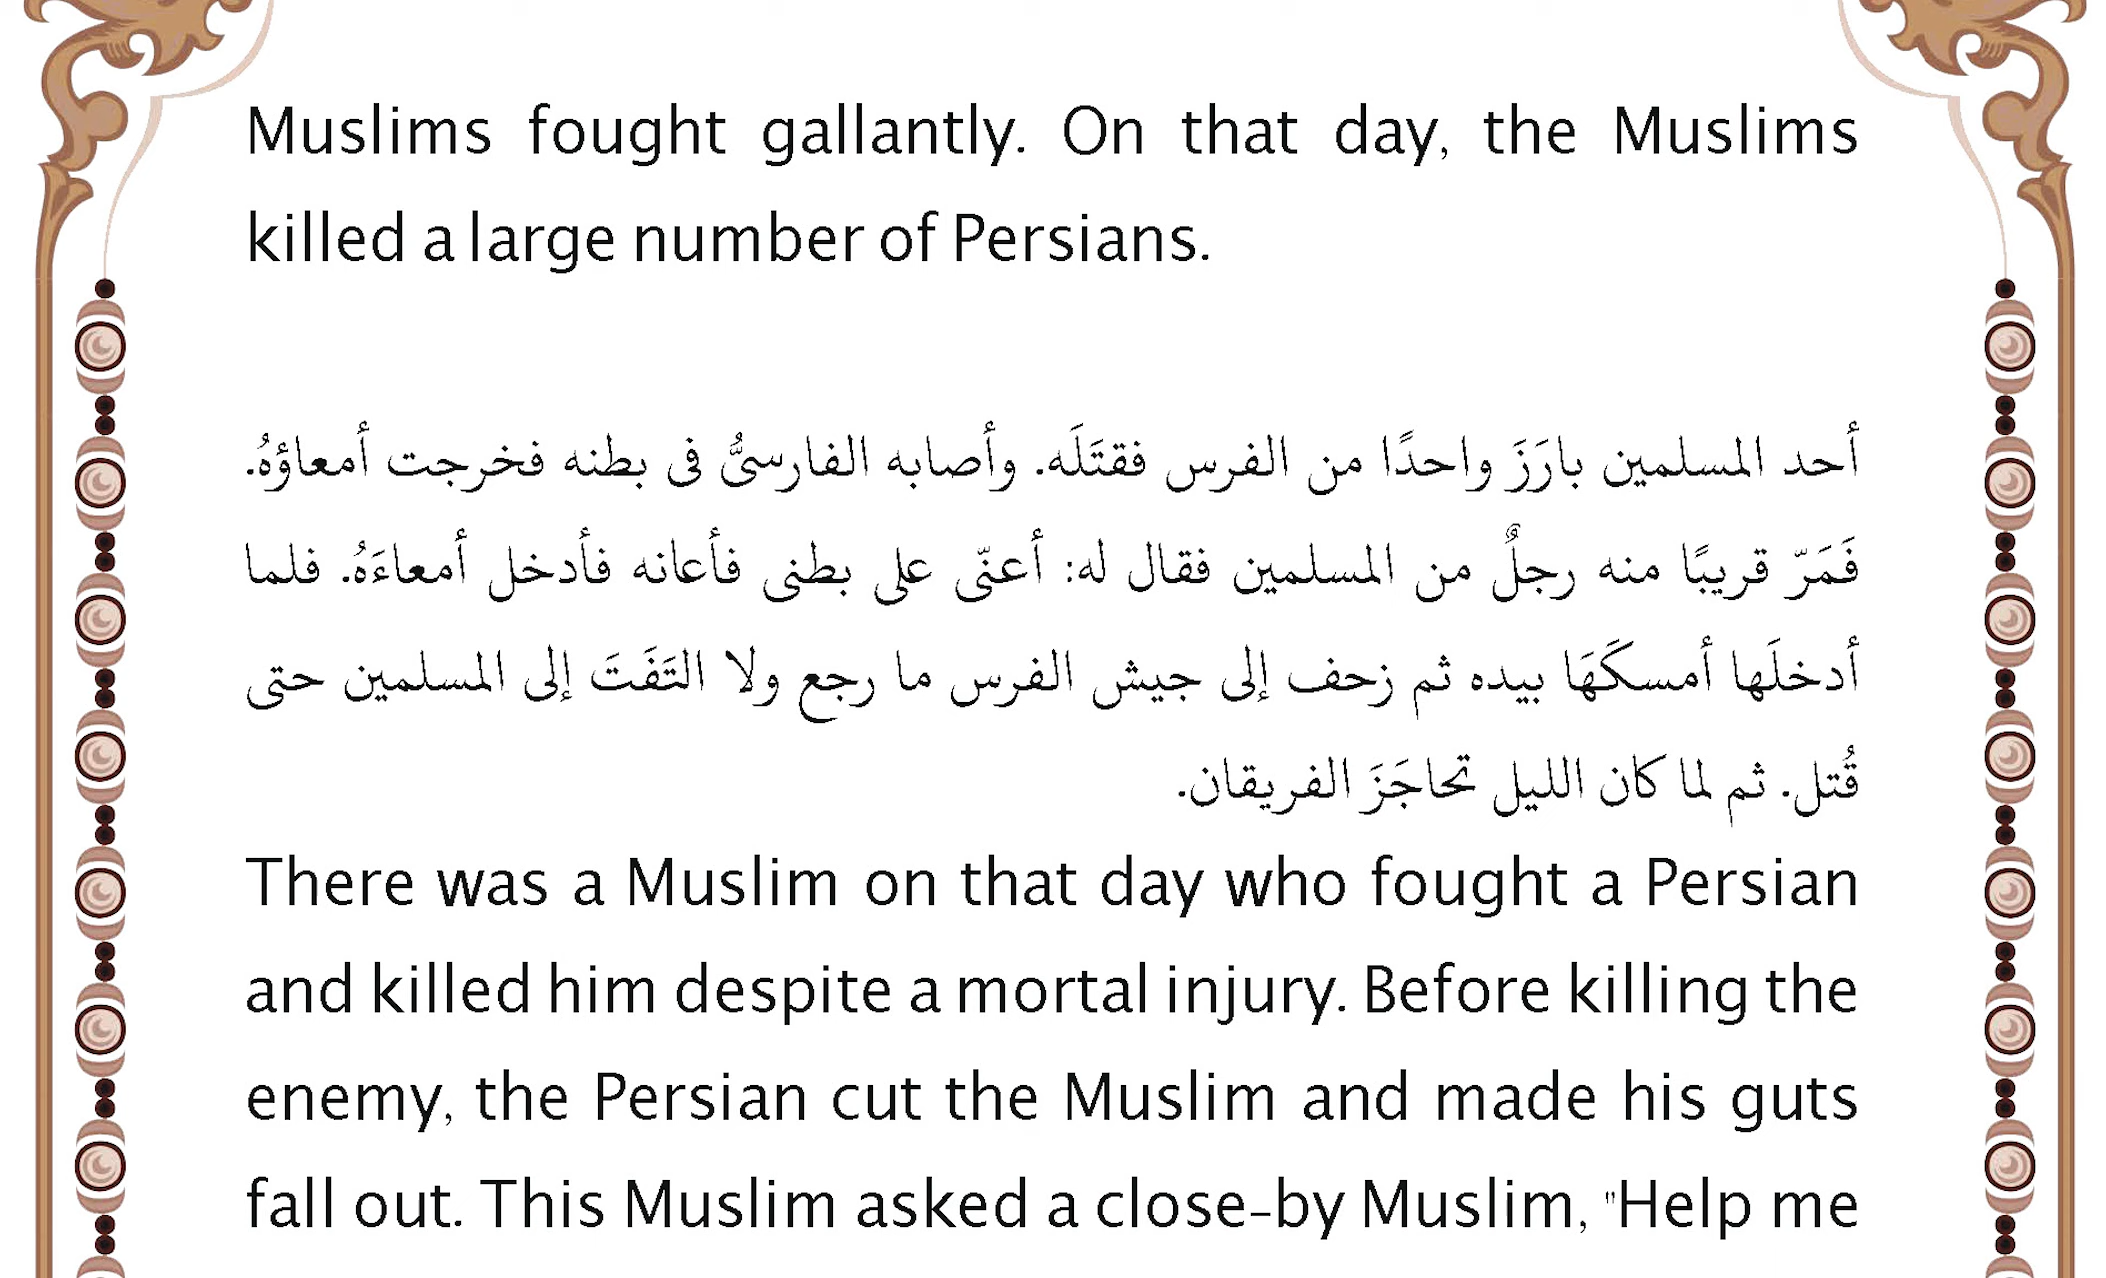 Muslims fought gallantly. On that day, the Muslims
killed a large number of Persians.
أحد المسلمين بارَزَ واحدًا من الفرس فقتَلَه. وأصابه الفارسىُّ فى بطنه فخرجت أمعاؤهُ.
فَمَرّ قريبًا منه رجلٌ من المسلمين فقال له: أعنّى على بطنى فأعانه فأدخل أمعاءَهُ. فلما
أدخلَها أمسكَهَا بيده ثم زحف إلى جيش الفرس ما رجع ولا التَفَتَ إلى المسلمين حتى
قُتل. ثم لما كان الليل تحاجَزَ الفريقان.
There was a Muslim on that day who fought a Persian
and killed him despite a mortal injury. Before killing the
enemy, the Persian cut the Muslim and made his guts
fall out. This Muslim asked a close-by Muslim, "Help me